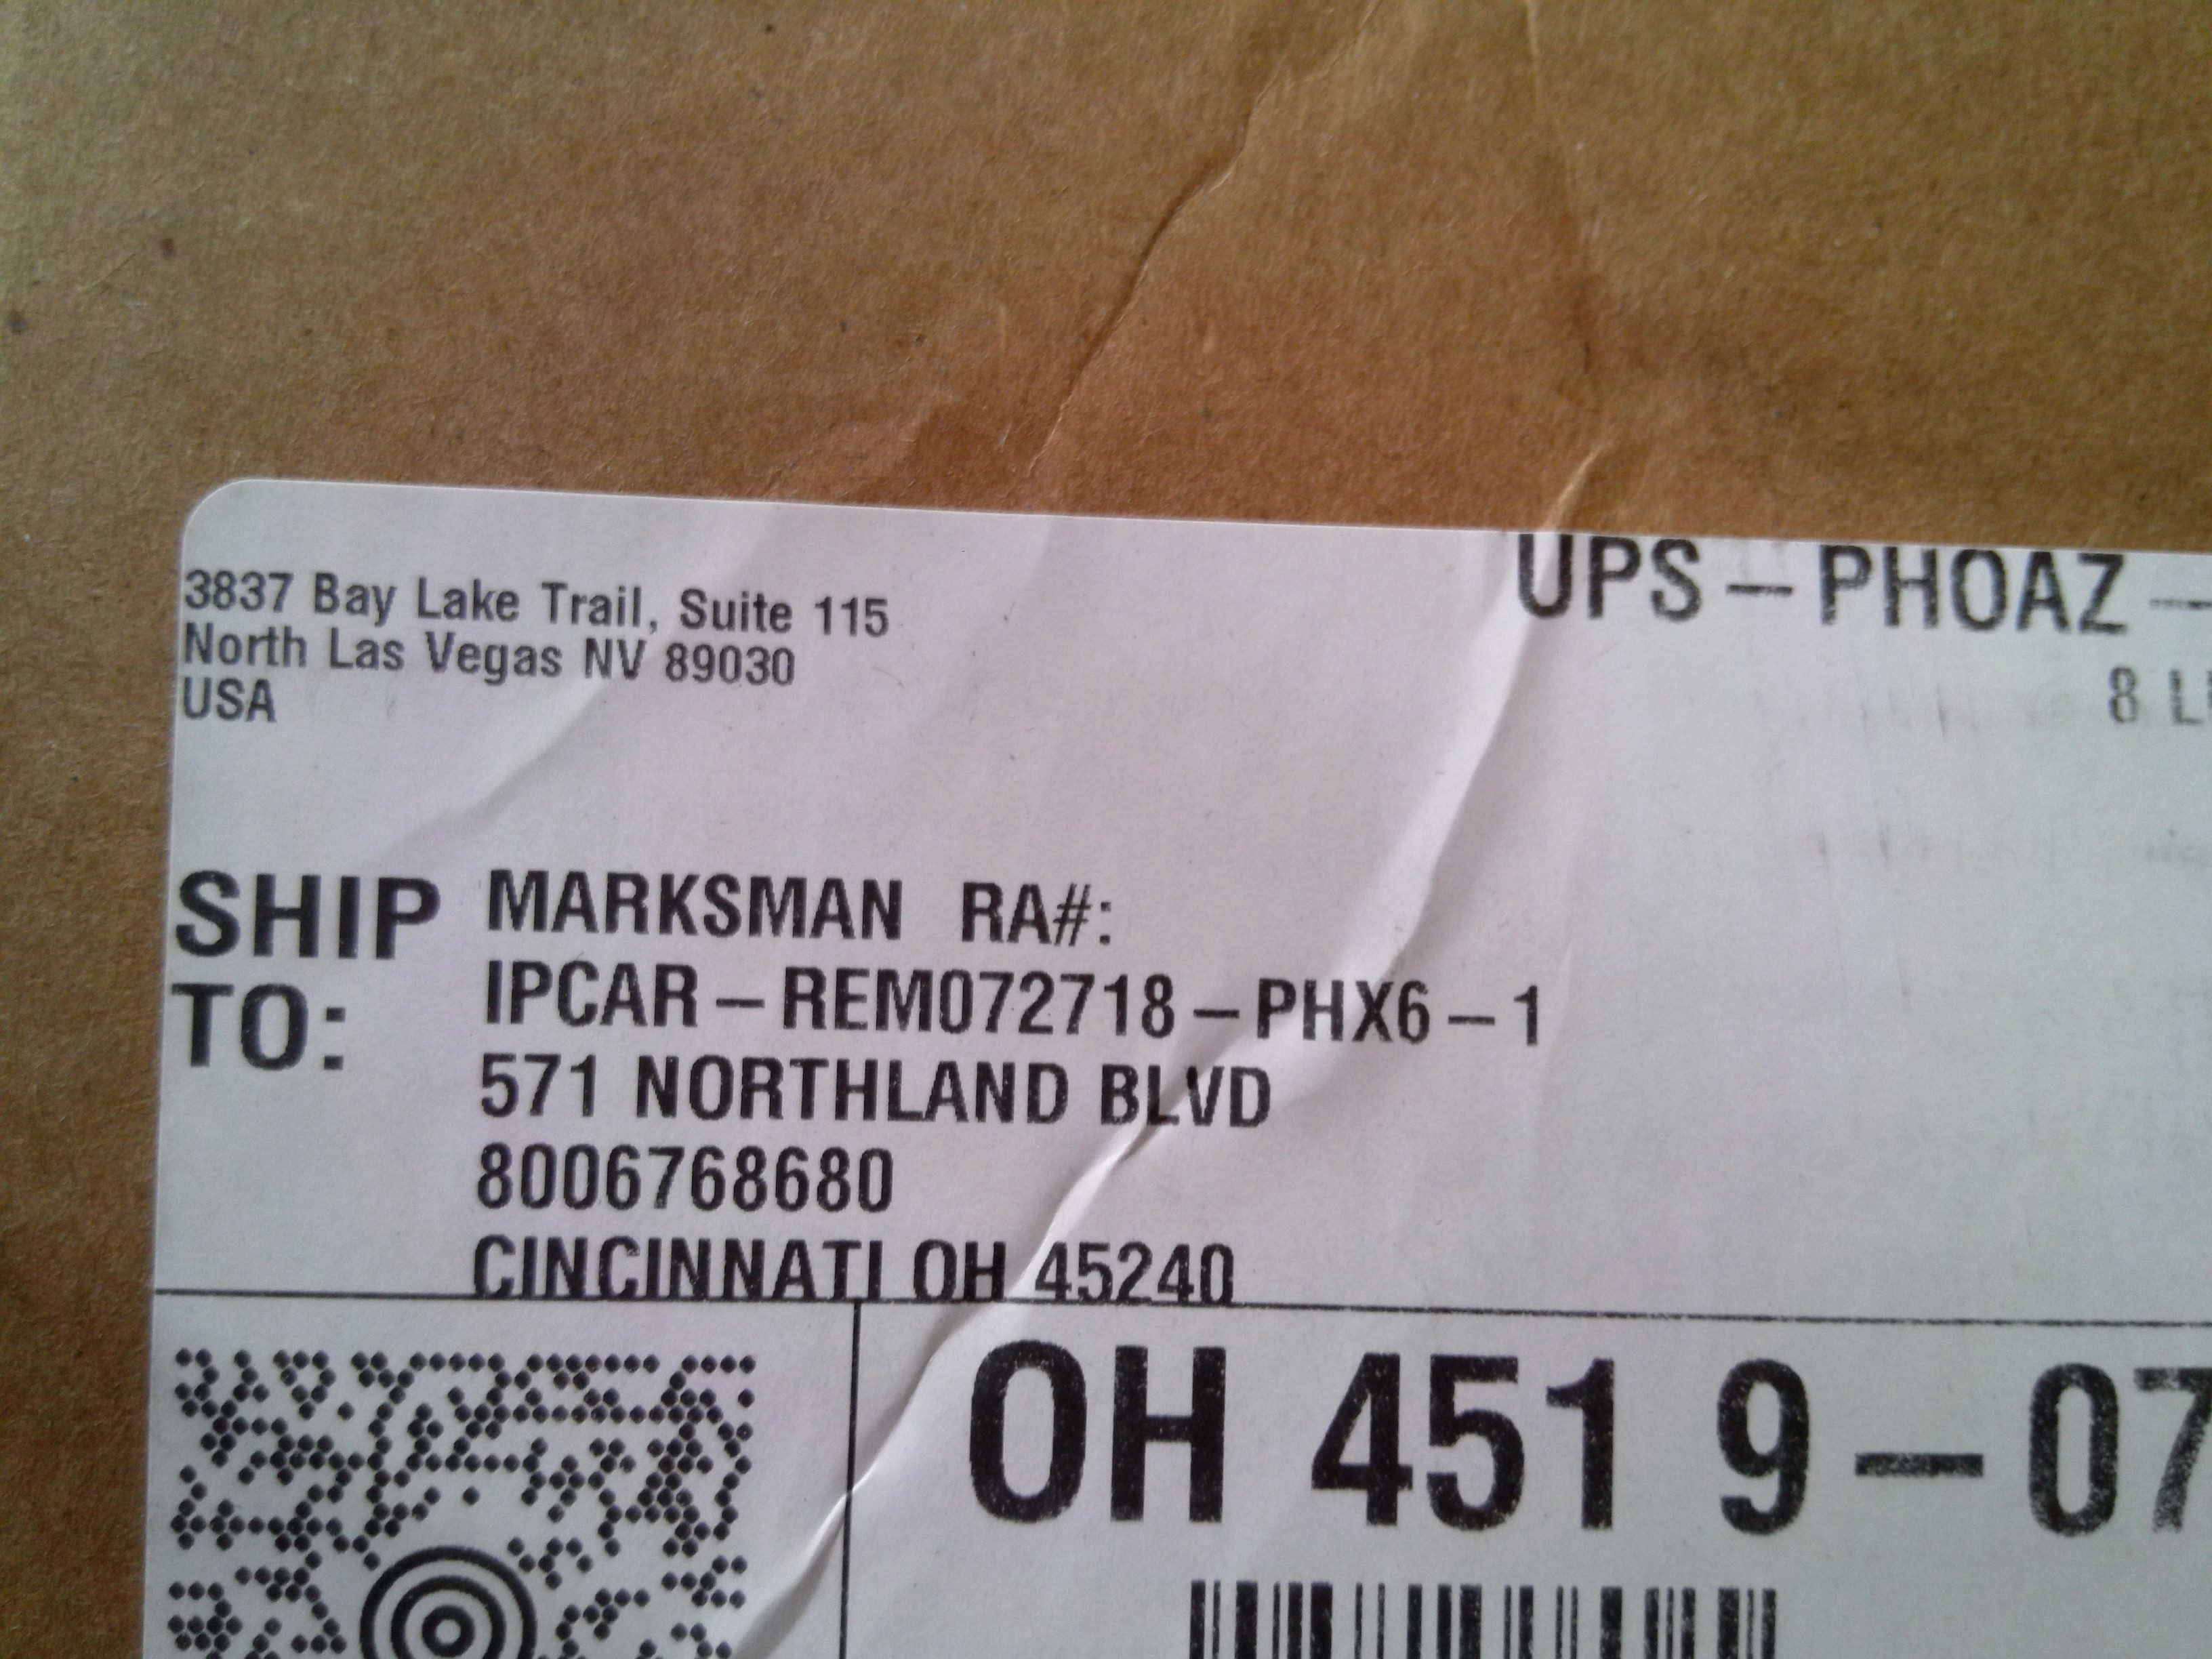 3837 Bay Lake Trail, Suite 115
North Las Vegas NV 89030
USA
UPS – PHOAZ –
8
SHIP TO:
MARKSMAN RA#:
IPCAR – REM072718 – PHX6 – 1
571 NORTHLAND BLVD
8006768680
CINCINNATI OH 45240
OH 451 9 – 07